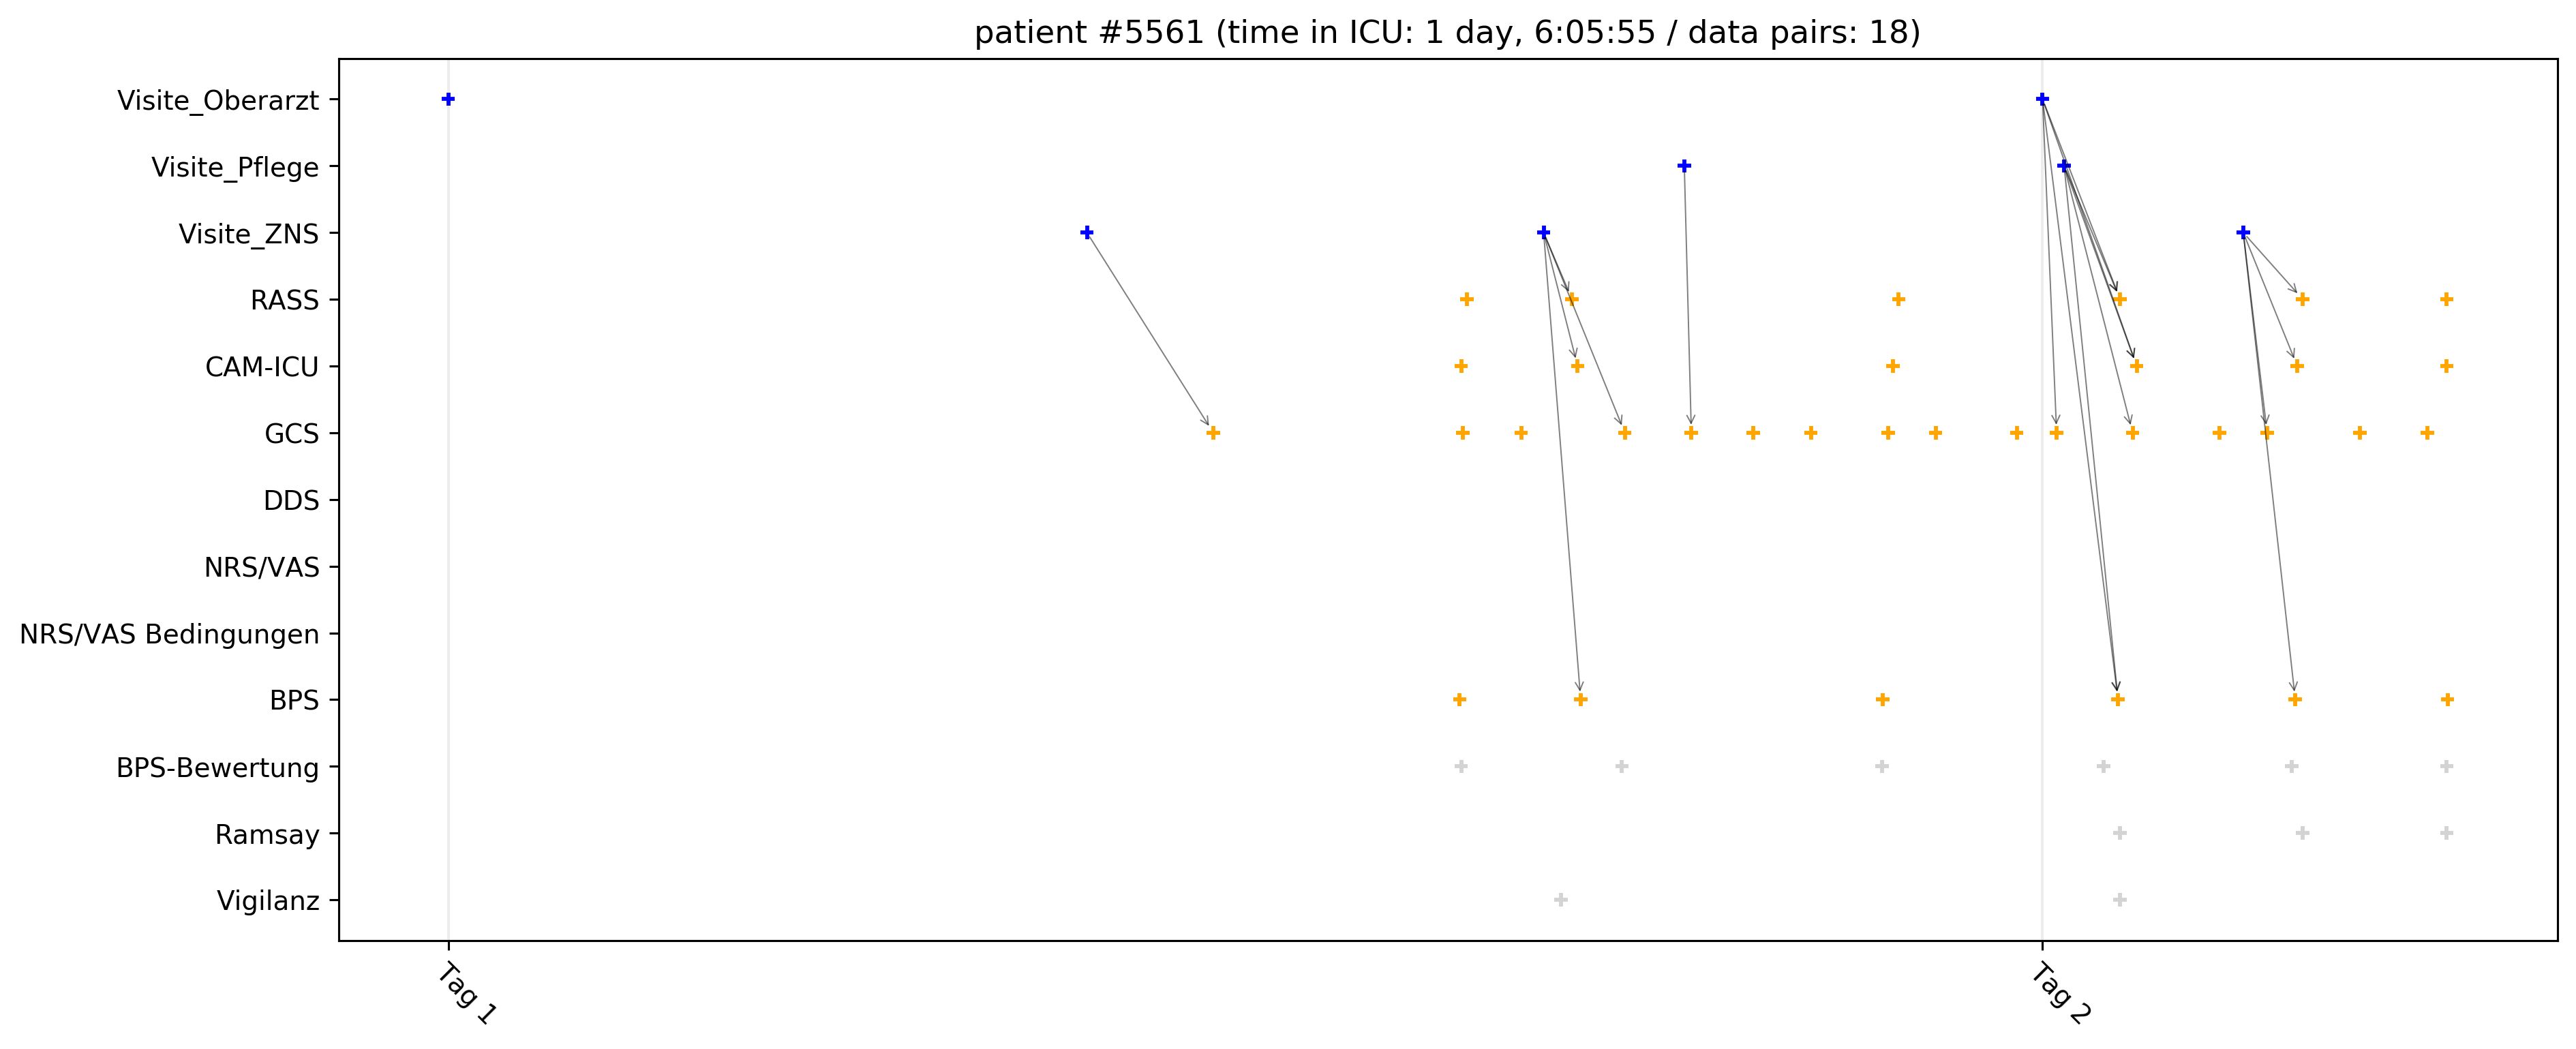 patient #5561 (time in ICU: 1 day, 6:05:55 / data pairs: 18)
Visite_Oberarzt
Visite_Pflege
Visite_ZNS
RASS
CAM-ICU
GCS
DDS
NRS/VAS
NRS/VAS Bedingungen
BPS
BPS-Bewertung
Ramsay
Vigilanz
Tag 1
Tag 2